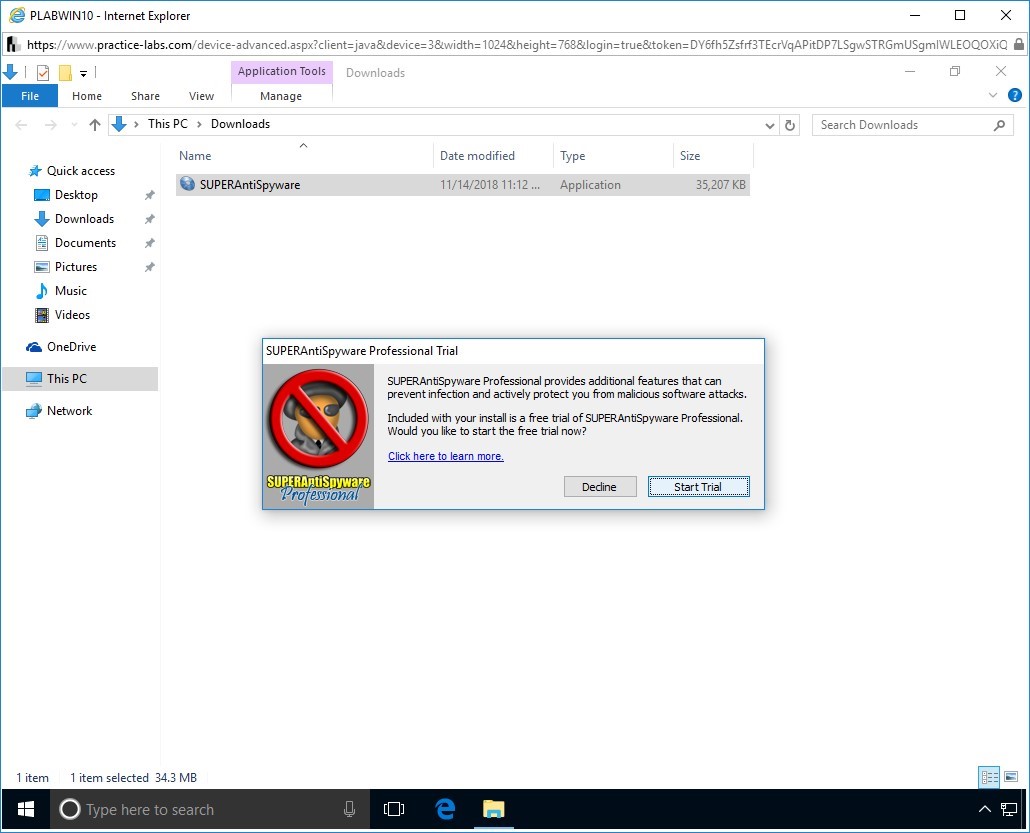 PLABWIN10 - Internet Explorer
https://www.practice-labs.com/device-advanced.aspx?client=java&device=3&width=1024&height=768&login=true&token=DY6fh5Zsfrf3TEcrVqAPitDP7LSgwSTRGmUSgmIWLEOQOXiQ
Application Tools
Downloads
File
Home
Share
View
Manage
This PC > Downloads
Search Downloads
Name
Date modified
Type
Size
SUPERAntiSpyware
11/14/2018 11:12 ...
Application
35,207 KB
Quick access
Desktop
Downloads
Documents
Pictures
Music
Videos
OneDrive
This PC
Network
SUPERAntiSpyware Professional Trial
SUPERAntiSpyware Professional provides additional features that can
prevent infection and actively protect you from malicious software attacks.
Included with your install is a free trial of SUPERAntiSpyware Professional.
Would you like to start the free trial now?
Click here to learn more.
SUPERAntiSpyware
Professional
Decline
Start Trial
1 item
1 item selected 34.3 MB
Type here to search